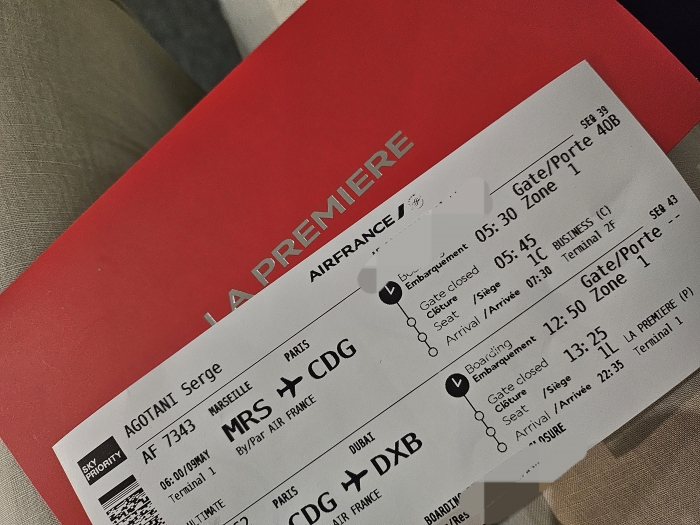 LA PREMIERE
AIRFRANCE
SEQ 39
AGOTANI Serge
Gate/Porte 40B
AF 7343
MARSEILLE
PARIS
Embarquement
05:30
Zone 1
MRS CDG
Gate closed
Clôture
05:45
06:00/09MAY
Terminal 1
By/Par AIR FRANCE
Seat /Siège
1C
BUSINESS (C)
Arrival /Arrivée
07:30
Terminal 2F
SKY PRIORITY
ULTIMATE
SEQ 43
Gate/Porte --
PARIS
DUBAI
Boarding
Embarquement
12:50
Zone 1
CDG DXB
Gate closed
Clôture
13:25
AIR FRANCE
Seat /Siège
1L
LA PREMIERE (P)
Arrival /Arrivée
22:35
Terminal 1